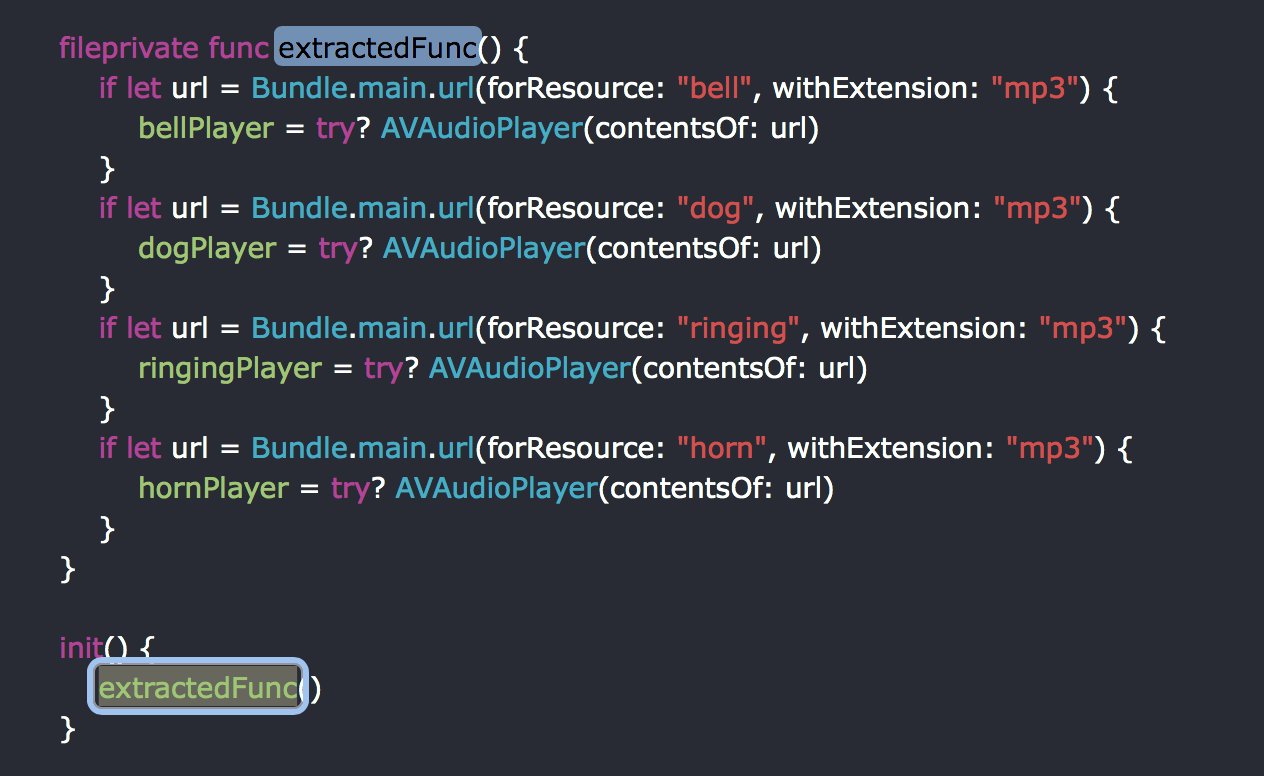 fileprivate func extractedFunc() {
if let url = Bundle.main.url(forResource: "bell", withExtension: "mp3") {
bellPlayer = try? AVAudioPlayer(contentsOf: url)
}
if let url = Bundle.main.url(forResource: "dog", withExtension: "mp3") {
dogPlayer = try? AVAudioPlayer(contentsOf: url)
}
if let url = Bundle.main.url(forResource: "ringing", withExtension: "mp3") {
ringingPlayer = try? AVAudioPlayer(contentsOf: url)
}
if let url = Bundle.main.url(forResource: "horn", withExtension: "mp3") {
hornPlayer = try? AVAudioPlayer(contentsOf: url)
}
}
init() {
extractedFunc()
}